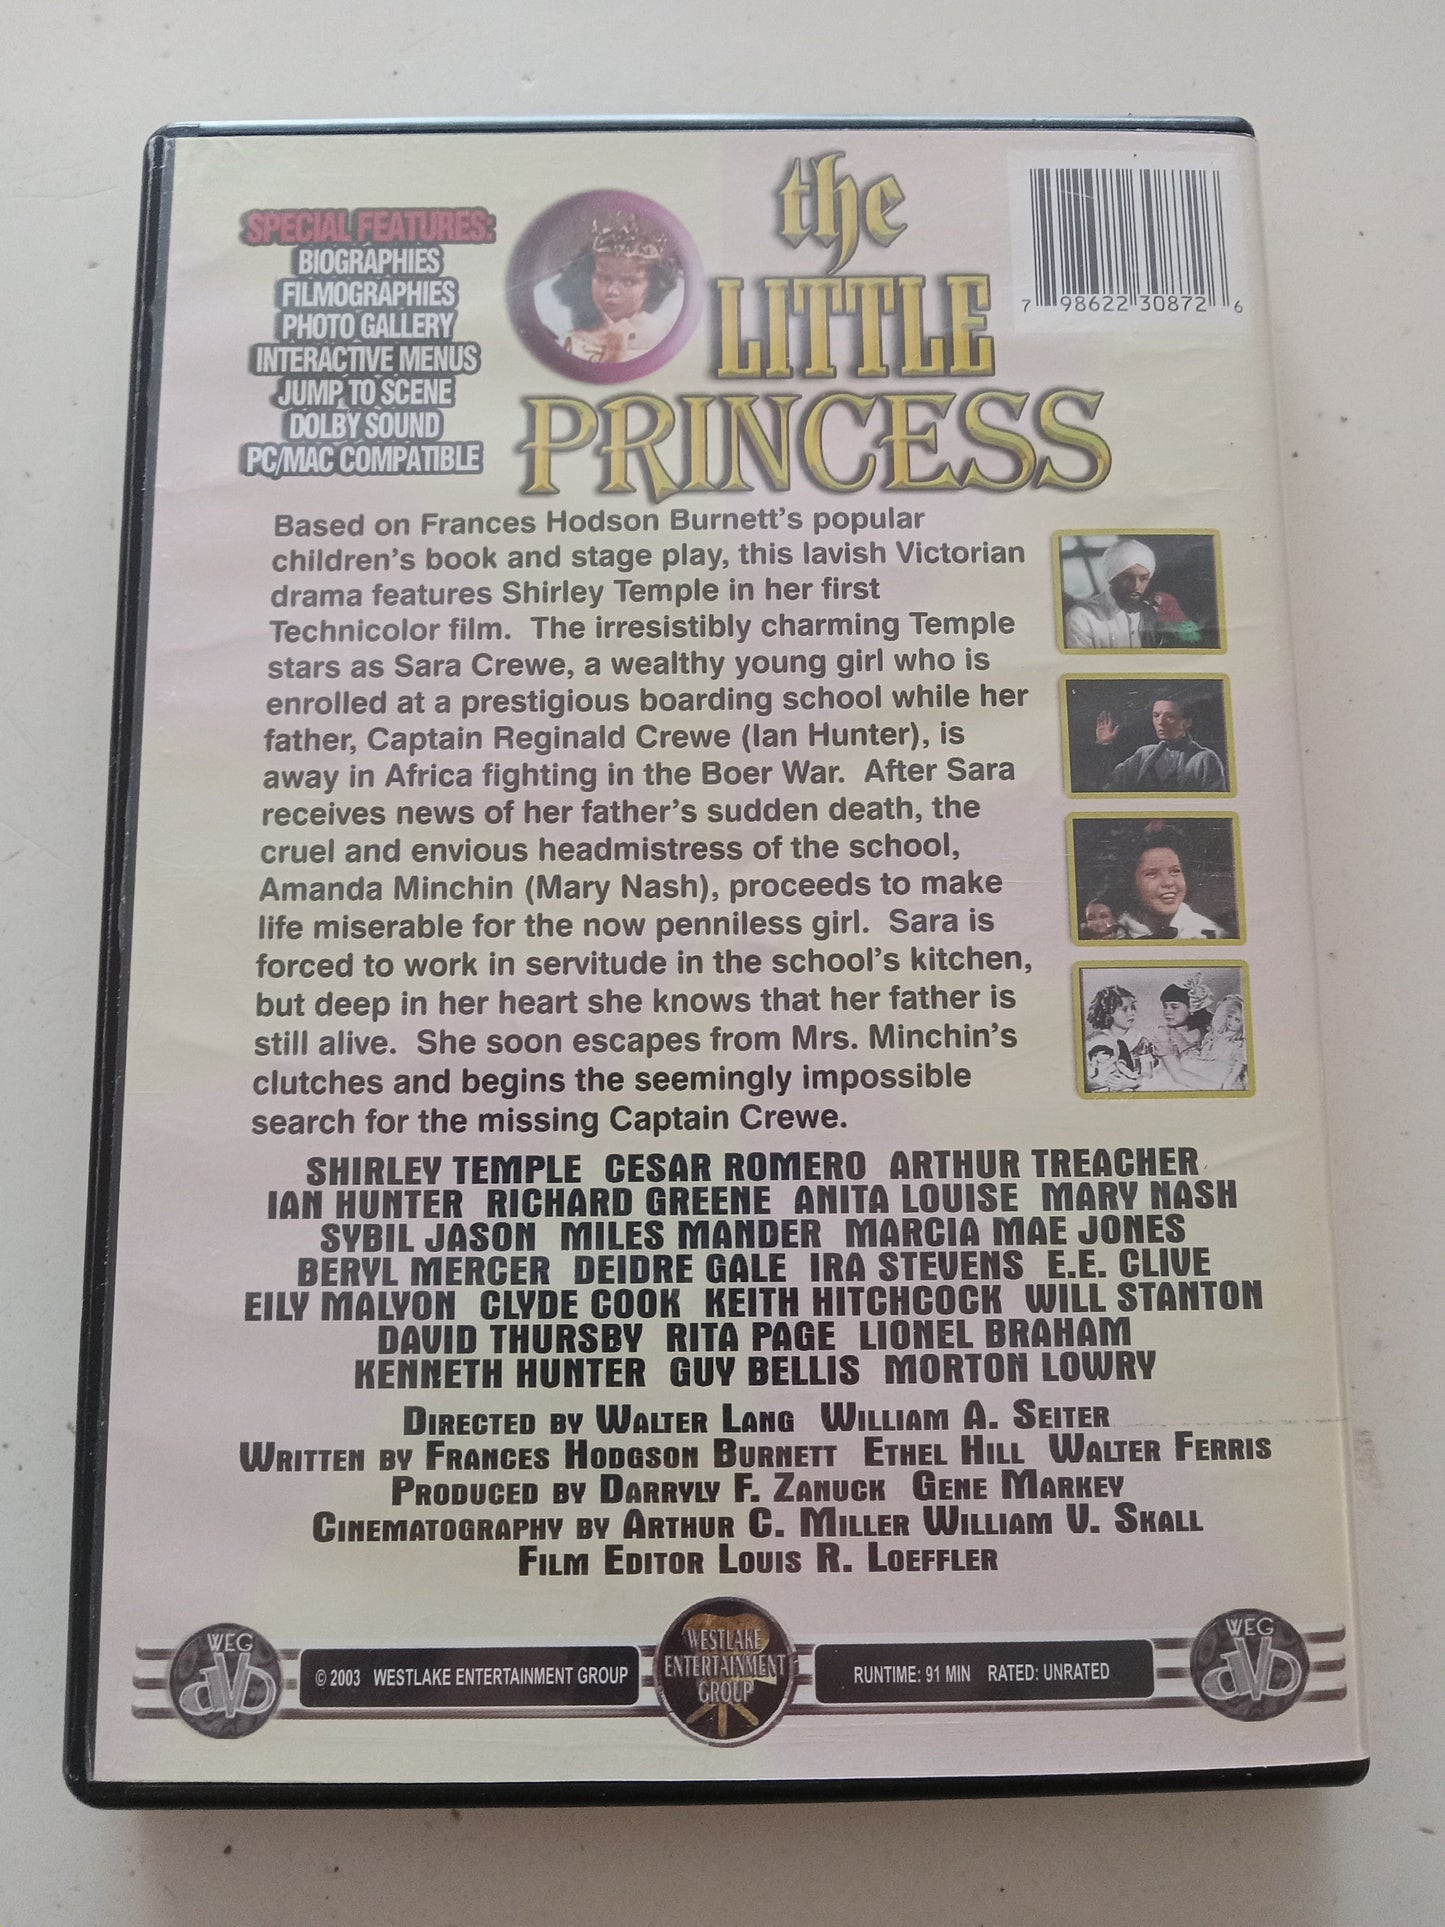 SPECIAL FEATURES:
BIOGRAPHIES
FILMOGRAPHIES
PHOTO GALLERY
INTERACTIVE MENUS
JUMP TO SCENE
DOLBY SOUND
PC/MAC COMPATIBLE
the
LITTLE
PRINCESS
7 98622 30872 6
Based on Frances Hodson Burnett's popular
children's book and stage play, this lavish Victorian
drama features Shirley Temple in her first
Technicolor film. The irresistibly charming Temple
stars as Sara Crewe, a wealthy young girl who is
enrolled at a prestigious boarding school while her
father, Captain Reginald Crewe (Ian Hunter), is
away in Africa fighting in the Boer War. After Sara
receives news of her father's sudden death, the
cruel and envious headmistress of the school,
Amanda Minchin (Mary Nash), proceeds to make
life miserable for the now penniless girl. Sara is
forced to work in servitude in the school's kitchen,
but deep in her heart she knows that her father is
still alive. She soon escapes from Mrs. Minchin's
clutches and begins the seemingly impossible
search for the missing Captain Crewe.
SHIRLEY TEMPLE CESAR ROMERO ARTHUR TREACHER
IAN HUNTER RICHARD GREENE ANITA LOUISE MARY NASH
SYBIL JASON MILES MANDER MARCIA MAE JONES
BERYL MERCER DEIDRE GALE IRA STEVENS E.E. CLIVE
EILY MALYON CLYDE COOK KEITH HITCHCOCK WILL STANTON
DAVID THURSBY RITA PAGE LIONEL BRAHAM
KENNETH HUNTER GUY BELLIS MORTON LOWRY
DIRECTED BY WALTER LANG WILLIAM A. SEITER
WRITTEN BY FRANCES HODGSON BURNETT ETHEL HILL WALTER FERRIS
PRODUCED BY DARRYLY F. ZANUCK GENE MARKEY
CINEMATOGRAPHY BY ARTHUR C. MILLER WILLIAM V. SKALL
FILM EDITOR LOUIS R. LOEFFLER
WEG
DVD
© 2003 WESTLAKE ENTERTAINMENT GROUP
WESTLAKE
ENTERTAINMENT
GROUP
RUNTIME: 91 MIN RATED: UNRATED
WEG
DVD